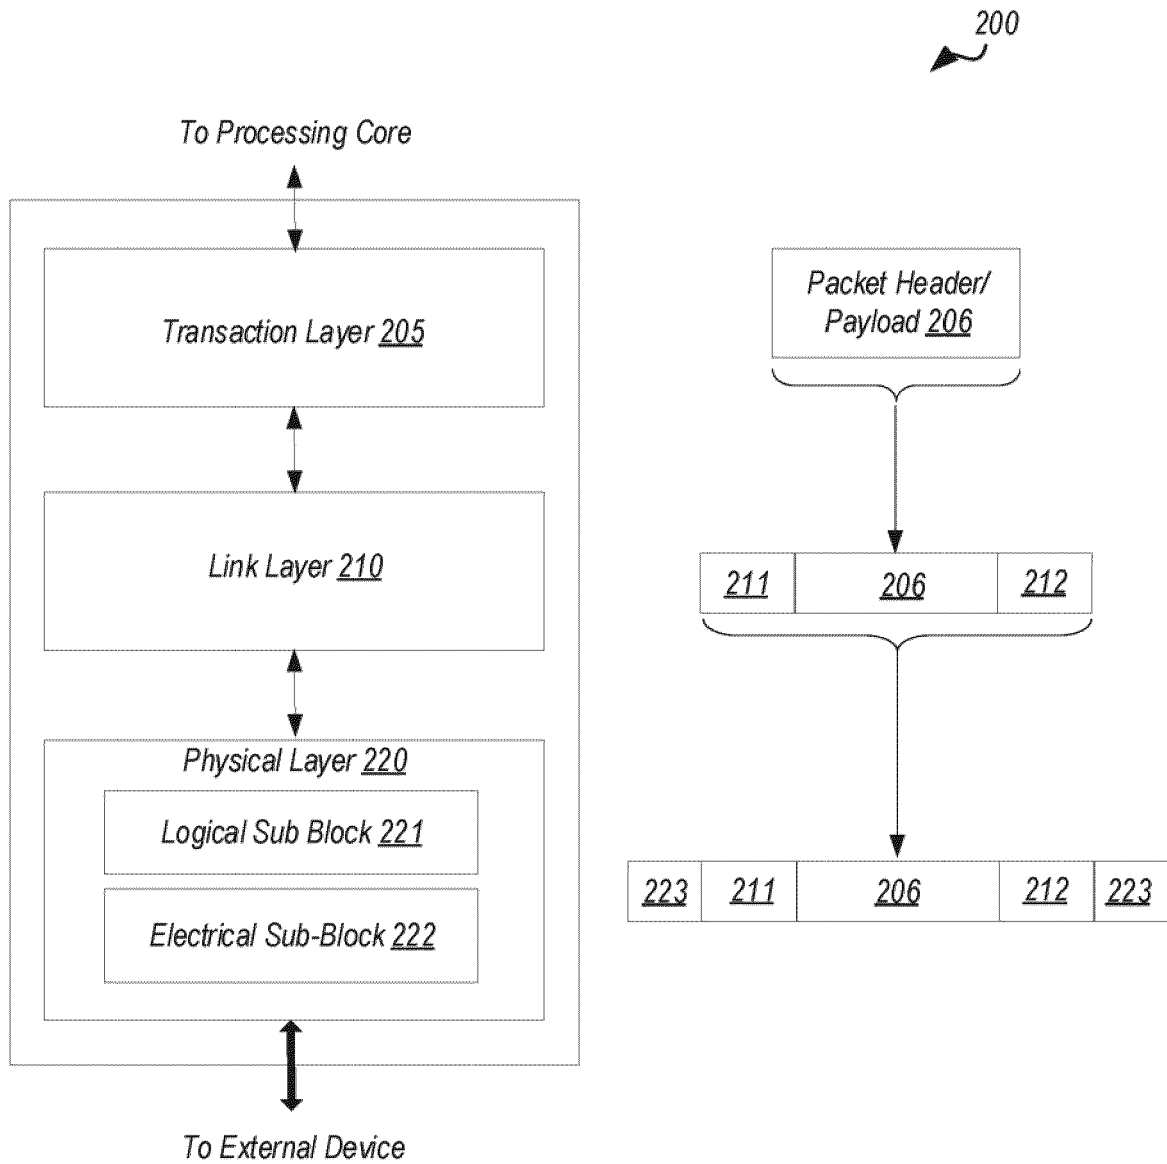 200
To Processing Core
Transaction Layer 205
Packet Header/
Payload 206
Link Layer 210
211 206 212
Physical Layer 220
Logical Sub Block 221
Electrical Sub-Block 222
223 211 206 212 223
To External Device